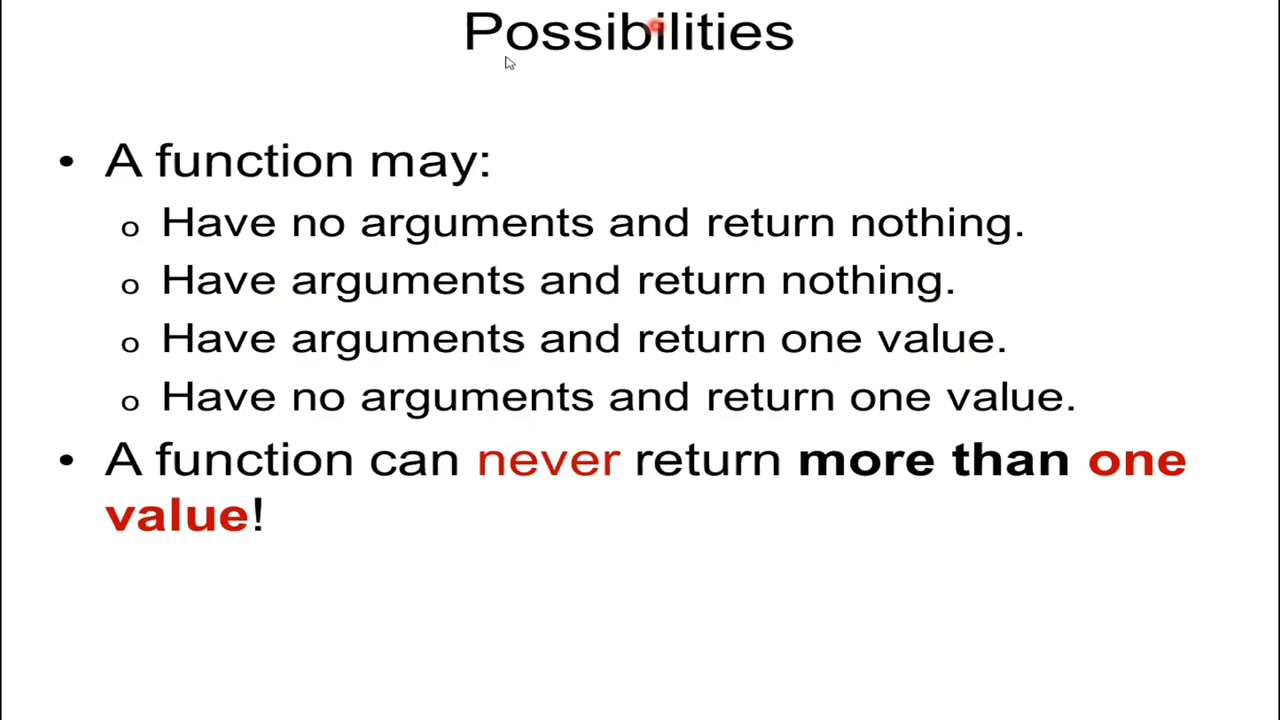 Possibilities
• A function may:
o Have no arguments and return nothing.
o Have arguments and return nothing.
o Have arguments and return one value.
o Have no arguments and return one value.
• A function can never return more than one
value!